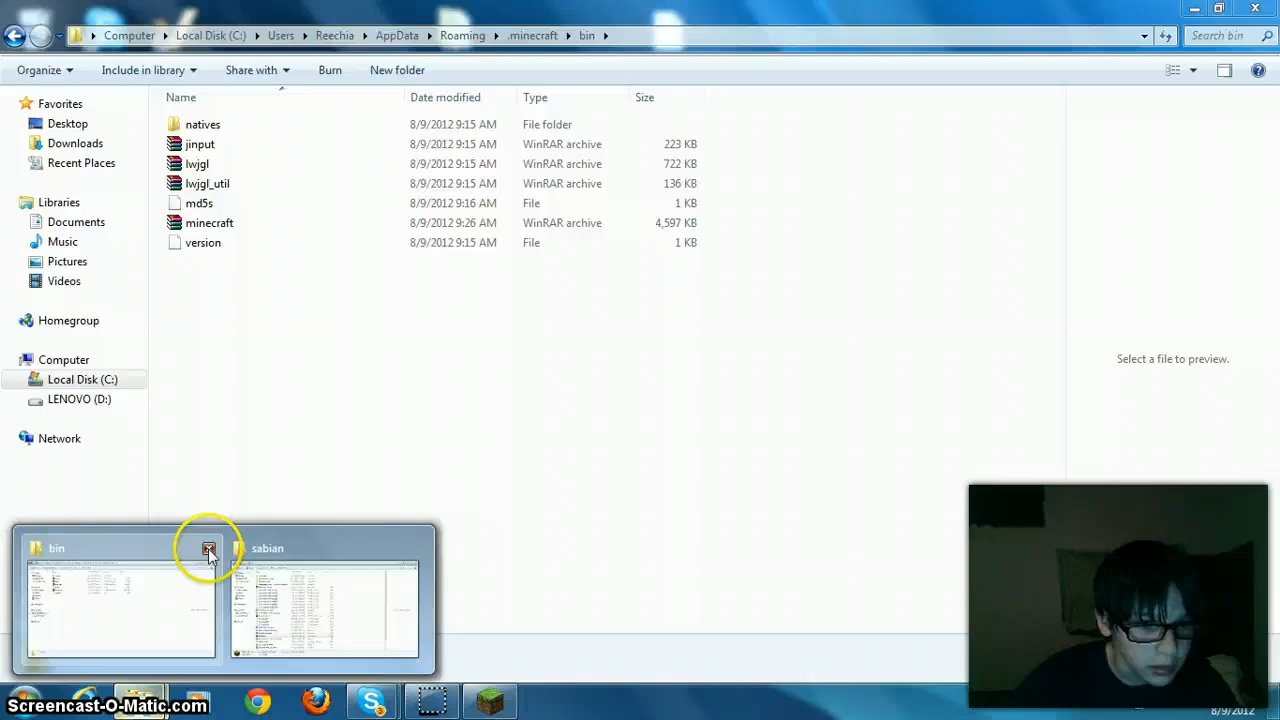 Computer Local Disk (C:) Users Reechia AppData Roaming .minecraft bin Search bin
Organize Include in library Share with Burn New folder
Name Date modified Type Size
Favorites
Desktop
Downloads
Recent Places
Libraries
Documents
Music
Pictures
Videos
Homegroup
Computer
Local Disk (C:)
LENOVO (D:)
Network
natives 8/9/2012 9:15 AM File folder
jinput 8/9/2012 9:15 AM WinRAR archive 223 KB
lwjgl 8/9/2012 9:15 AM WinRAR archive 722 KB
lwjgl_util 8/9/2012 9:15 AM WinRAR archive 136 KB
md5s 8/9/2012 9:16 AM File 1 KB
minecraft 8/9/2012 9:26 AM WinRAR archive 4,597 KB
version 8/9/2012 9:15 AM File 1 KB
Select a file to preview.
bin sabian
Screencast-O-Matic.com
8/9/2012